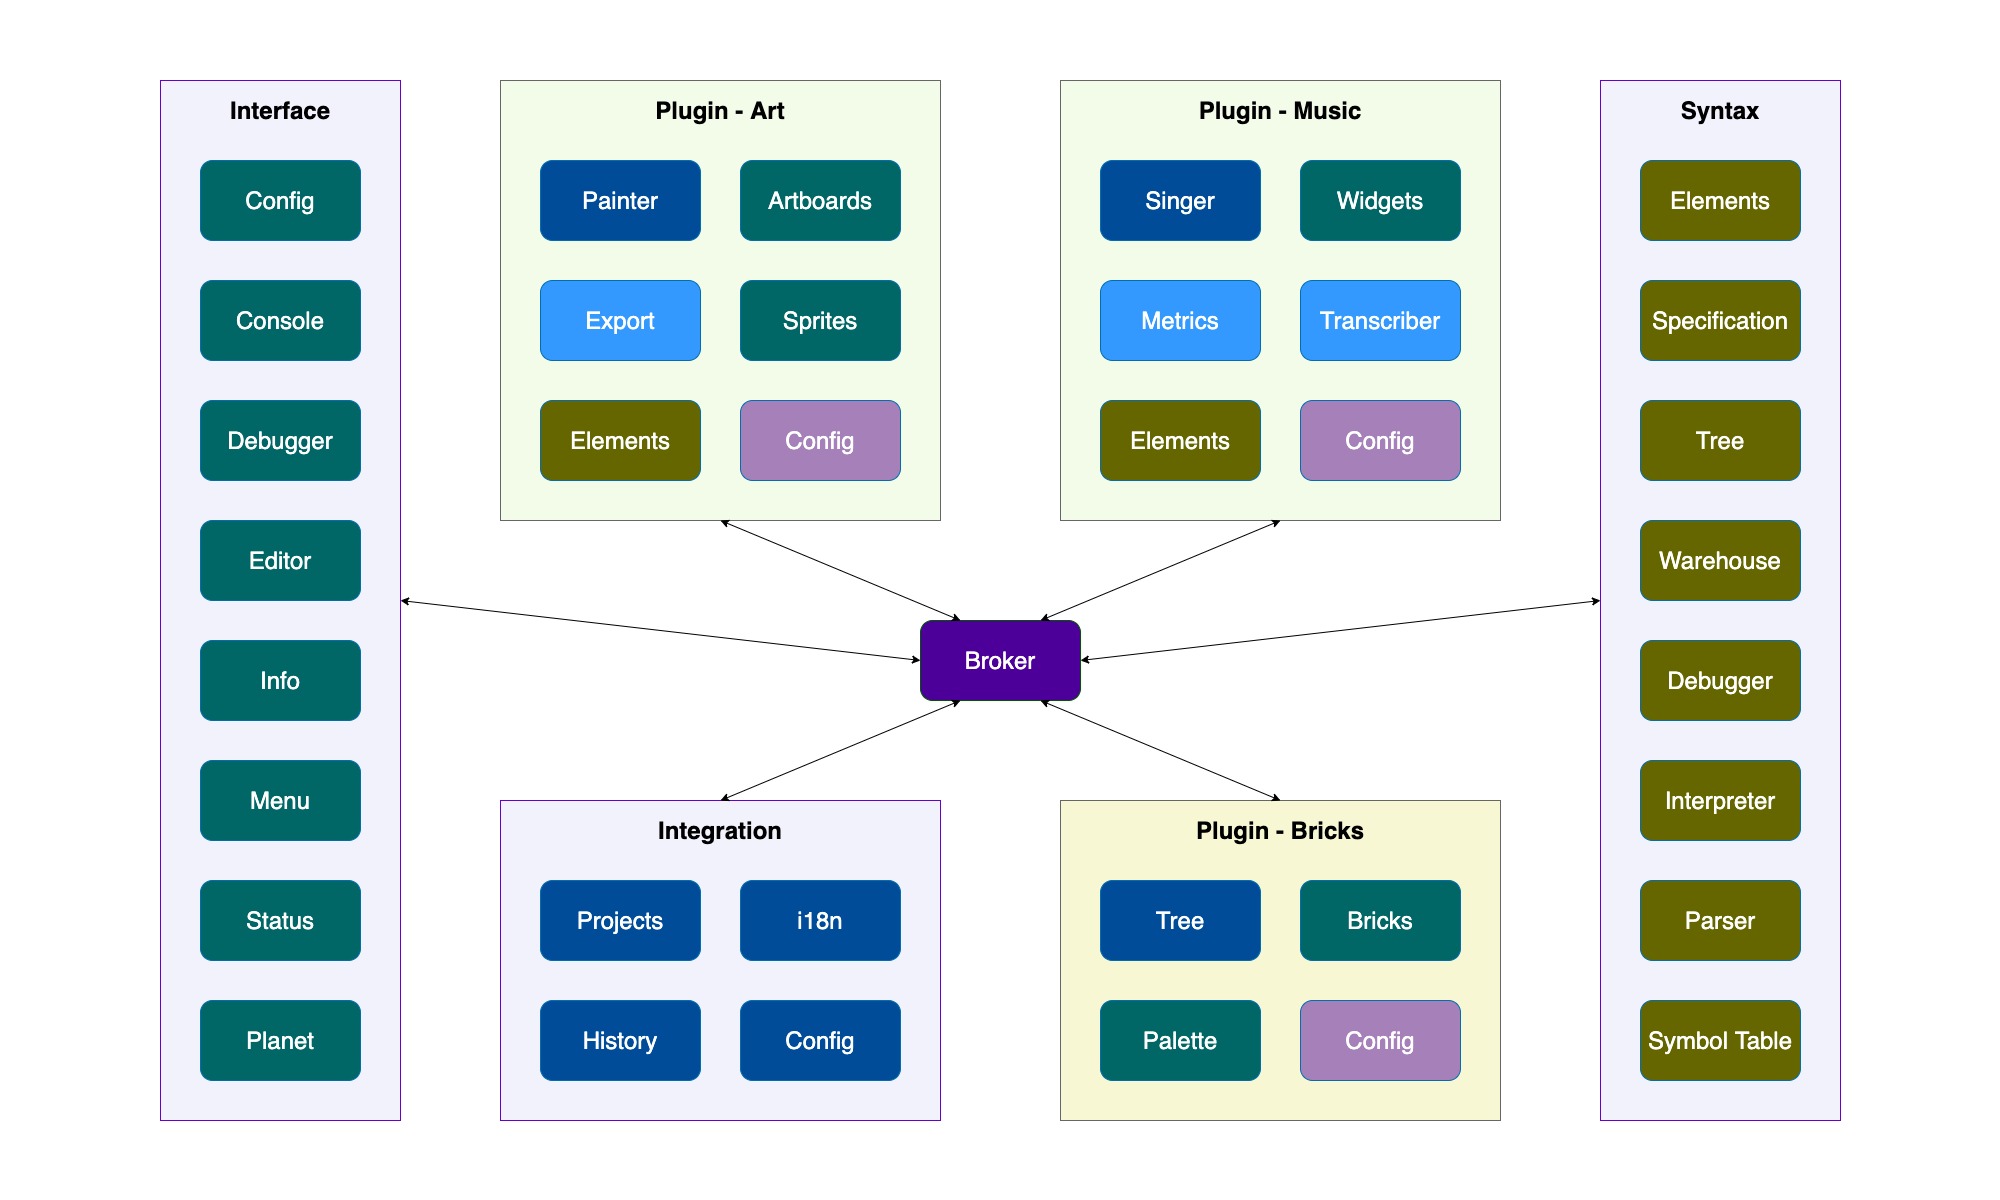 Interface
Config
Console
Debugger
Editor
Info
Menu
Status
Planet
Plugin - Art
Painter
Artboards
Export
Sprites
Elements
Config
Plugin - Music
Singer
Widgets
Metrics
Transcriber
Elements
Config
Broker
Integration
Projects
i18n
History
Config
Plugin - Bricks
Tree
Bricks
Palette
Config
Syntax
Elements
Specification
Tree
Warehouse
Debugger
Interpreter
Parser
Symbol Table